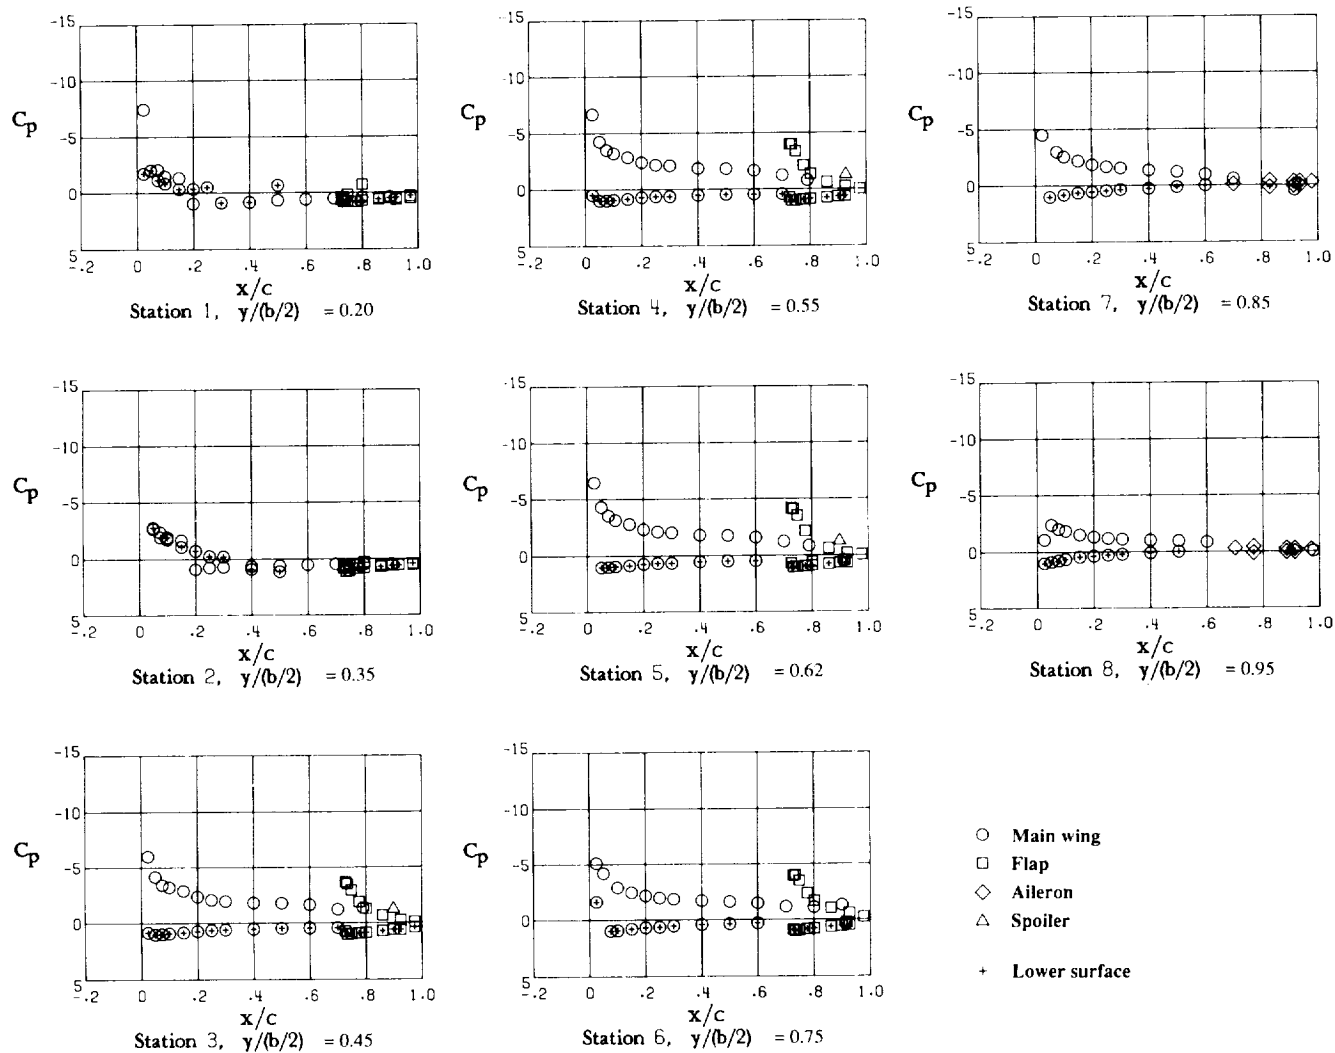 -15
-10
-5
0
5
Cp
-.2 0 .2 .4 .6 .8 1.0
x/c
Station 1, y/(b/2) = 0.20
-15
-10
-5
0
5
Cp
-.2 0 .2 .4 .6 .8 1.0
x/c
Station 4, y/(b/2) = 0.55
-15
-10
-5
0
5
Cp
-.2 0 .2 .4 .6 .8 1.0
x/c
Station 7, y/(b/2) = 0.85
-15
-10
-5
0
5
Cp
-.2 0 .2 .4 .6 .8 1.0
x/c
Station 2, y/(b/2) = 0.35
-15
-10
-5
0
5
Cp
-.2 0 .2 .4 .6 .8 1.0
x/c
Station 5, y/(b/2) = 0.62
-15
-10
-5
0
5
Cp
-.2 0 .2 .4 .6 .8 1.0
x/c
Station 8, y/(b/2) = 0.95
-15
-10
-5
0
5
Cp
-.2 0 .2 .4 .6 .8 1.0
x/c
Station 3, y/(b/2) = 0.45
-15
-10
-5
0
5
Cp
-.2 0 .2 .4 .6 .8 1.0
x/c
Station 6, y/(b/2) = 0.75
Main wing
Flap
Aileron
Spoiler
Lower surface